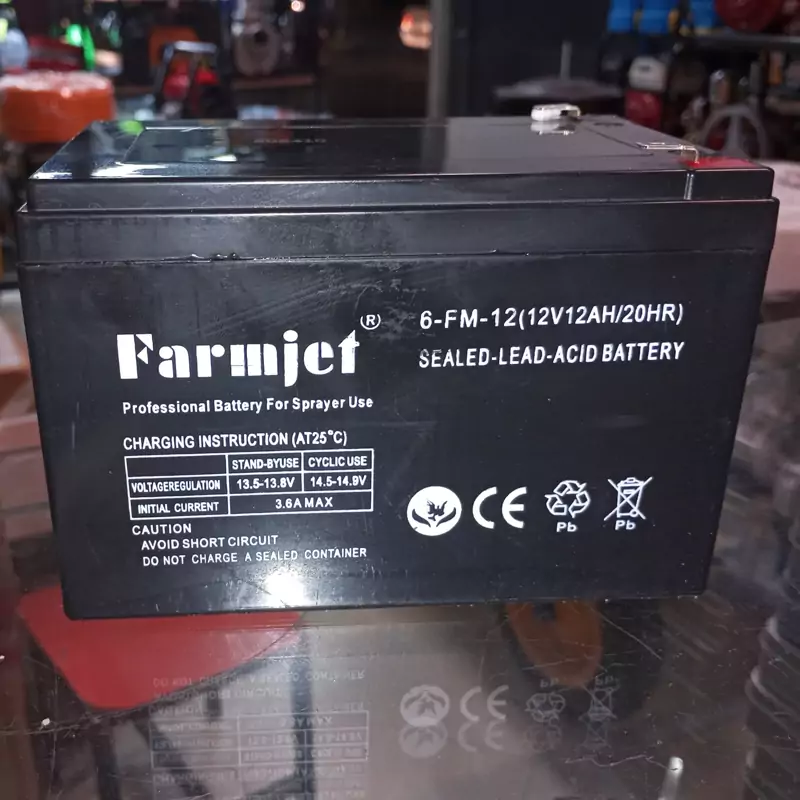 Farmjet ®
Professional Battery For Sprayer Use
6-FM-12(12V12AH/20HR)
SEALED-LEAD-ACID BATTERY
CHARGING INSTRUCTION (AT25°C)
STAND-BYUSE CYCLIC USE
VOLTAGEREGULATION 13.5-13.8V 14.5-14.9V
INITIAL CURRENT 3.6A MAX
CAUTION
AVOID SHORT CIRCUIT
DO NOT CHARGE A SEALED CONTAINER
CE
Pb Pb